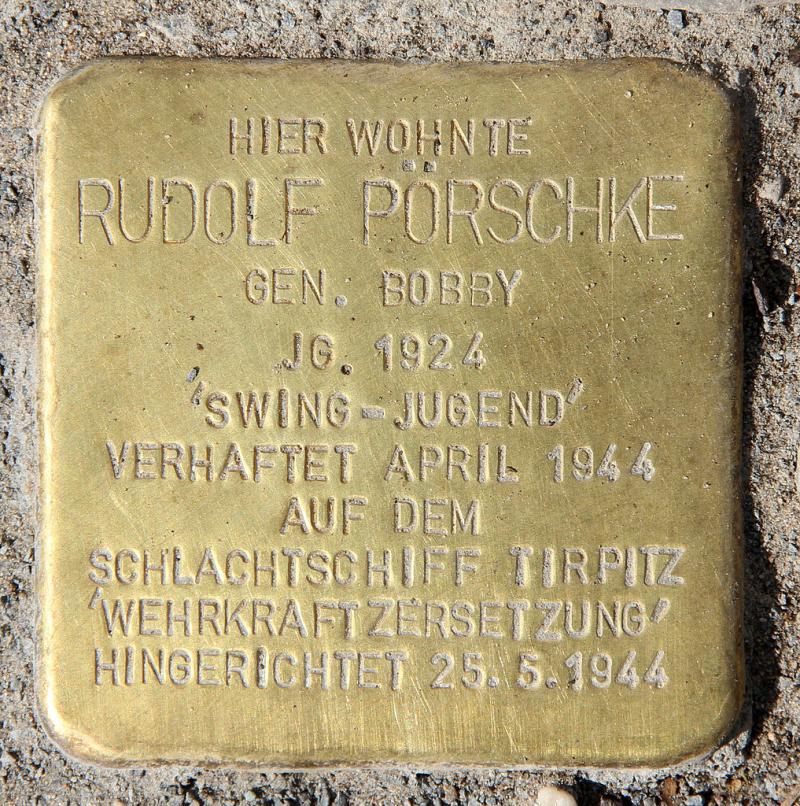 HIER WOHNTE
RUDOLF PÖRSCHKE
GEN. BOBBY
JG. 1924
'SWING-JUGEND'
VERHAFTET APRIL 1944
AUF DEM
SCHLACHTSCHIFF TIRPITZ
'WEHRKRAFTZERSETZUNG'
HINGERICHTET 25.5.1944